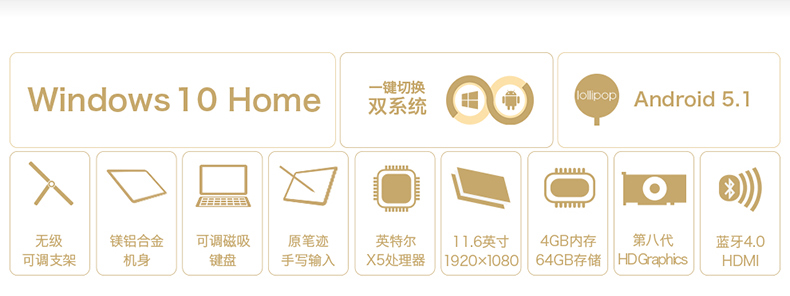 Windows 10 Home
一键切换
双系统
lollipop
Android 5.1
无级
可调支架
镁铝合金
机身
可调磁吸
键盘
原笔迹
手写输入
英特尔
X5处理器
11.6英寸
1920×1080
4GB内存
64GB存储
第八代
HD Graphics
蓝牙4.0
HDMI